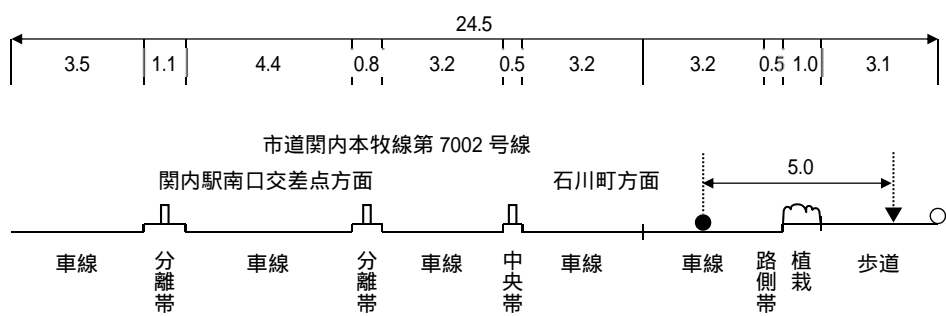 24.5
3.5 1.1 4.4 0.8 3.2 0.5 3.2 3.2 0.5 1.0 3.1
市道関内本牧線第 7002 号線
関内駅南口交差点方面 石川町方面 5.0
車線 分離帯 車線 分離帯 車線 中央帯 車線 車線 路側帯 植栽 歩道